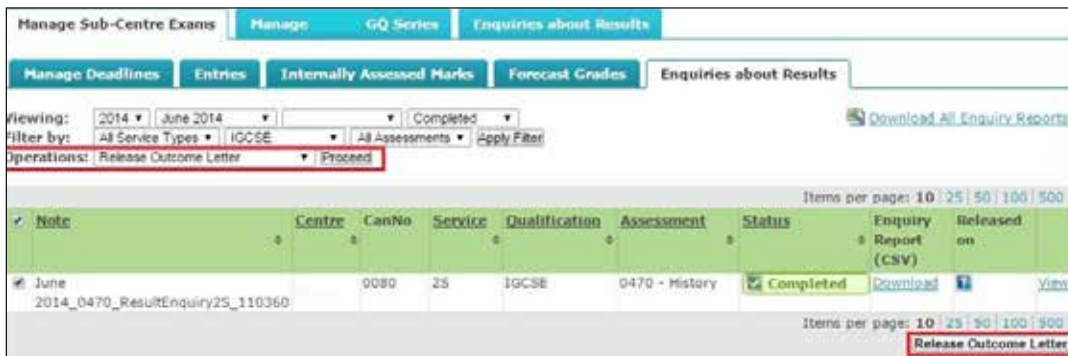 Manage Sub-Centre Exams Manage GQ Series Enquiries about Results
Manage Deadlines Entries Internally Assessed Marks Forecast Grades Enquiries about Results
Viewing: 2014 June 2014 Completed
Filter by: All Service Types IGCSE All Assessments Apply Filter
Download All Enquiry Reports
Operations: Release Outcome Letter Proceed
Items per page: 10 | 25 | 50 | 100 | 500
Note Centre CanNo Service Qualification Assessment Status Enquiry Report (CSV) Released on
June 2014_0470_ResultEnquiry2S_110360 0080 2S IGCSE 0470 - History Completed Download View
Items per page: 10 | 25 | 50 | 100 | 500
Release Outcome Letter